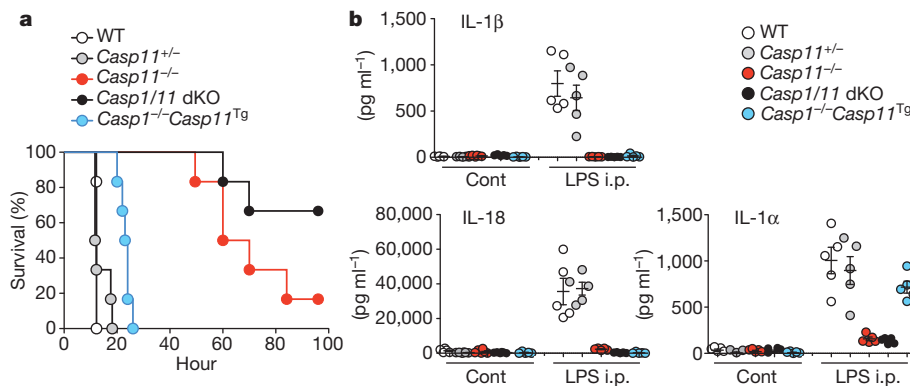 a
WT
Casp11+/–
Casp11–/–
Casp1/11 dKO
Casp1–/–Casp11Tg
Survival (%)
100
80
60
40
20
0
0 20 40 60 80 100
Hour
b
IL-1β
(pg ml–1)
1,500
1,000
500
0
Cont LPS i.p.
WT
Casp11+/–
Casp11–/–
Casp1/11 dKO
Casp1–/–Casp11Tg
IL-18
(pg ml–1)
80,000
60,000
40,000
20,000
0
Cont LPS i.p.
IL-1α
(pg ml–1)
1,500
1,000
500
0
Cont LPS i.p.